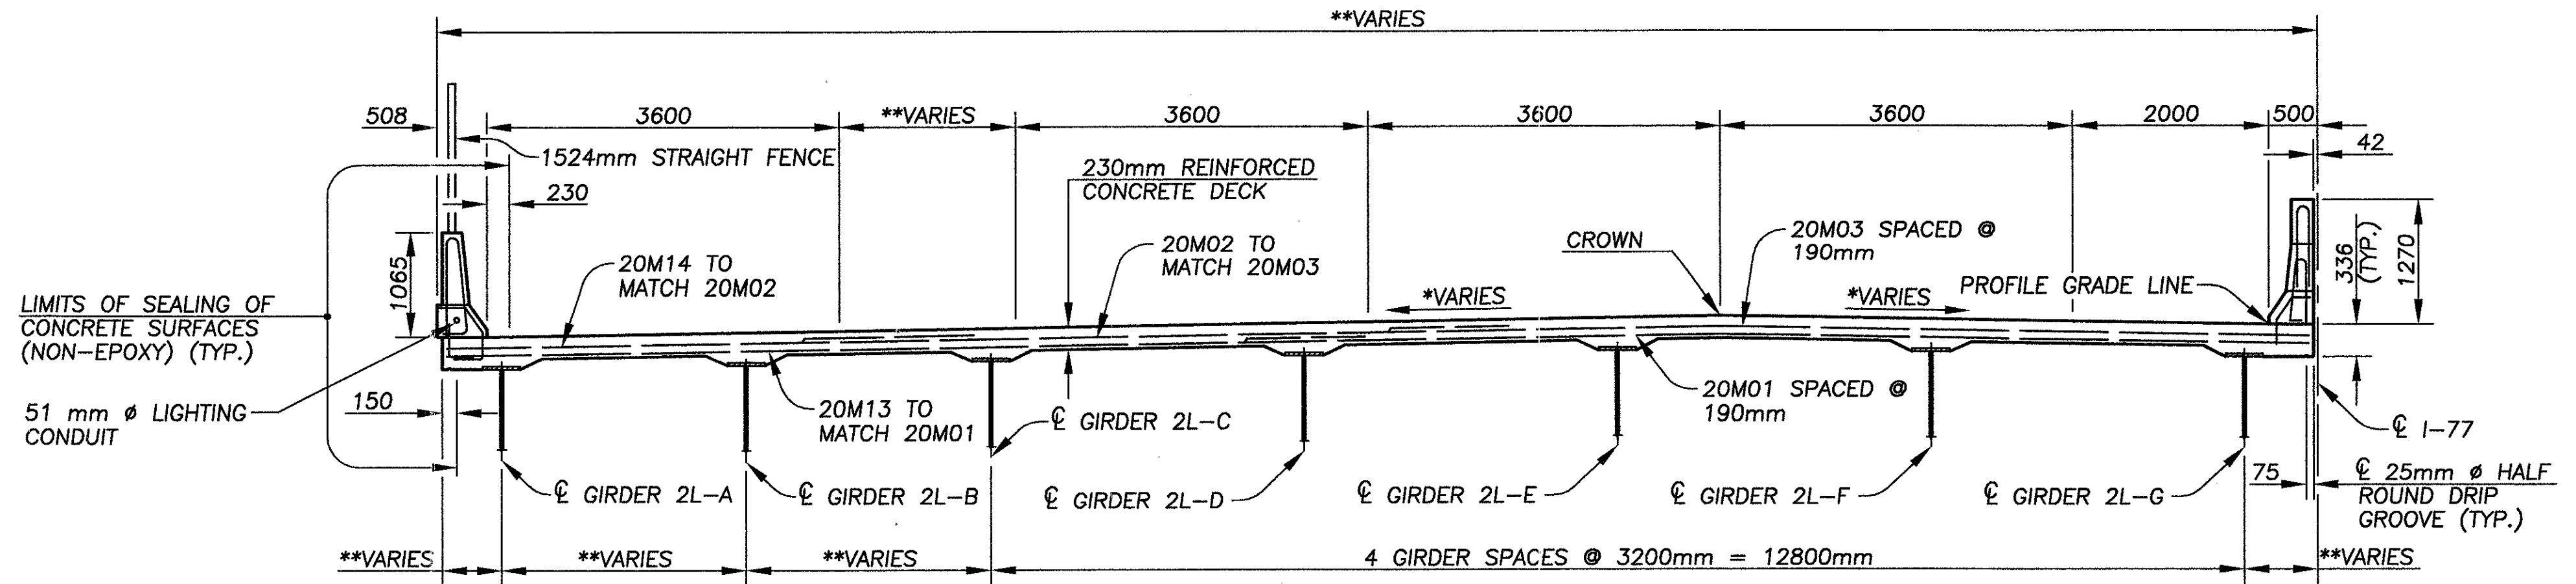 **VARIES
508
3600
**VARIES
3600
3600
3600
2000
500
42
1524mm STRAIGHT FENCE
230
230mm REINFORCED
CONCRETE DECK
1065
20M14 TO
MATCH 20M02
20M02 TO
MATCH 20M03
CROWN
20M03 SPACED @
190mm
336
(TYP.)
1270
*VARIES
*VARIES
PROFILE GRADE LINE
LIMITS OF SEALING OF
CONCRETE SURFACES
(NON-EPOXY) (TYP.)
51 mm ø LIGHTING
CONDUIT
150
20M13 TO
MATCH 20M01
℄ GIRDER 2L-C
20M01 SPACED @
190mm
℄ I-77
℄ GIRDER 2L-A
℄ GIRDER 2L-B
℄ GIRDER 2L-D
℄ GIRDER 2L-E
℄ GIRDER 2L-F
℄ GIRDER 2L-G
75
℄ 25mm ø HALF
ROUND DRIP
GROOVE (TYP.)
**VARIES
**VARIES
**VARIES
4 GIRDER SPACES @ 3200mm = 12800mm
**VARIES